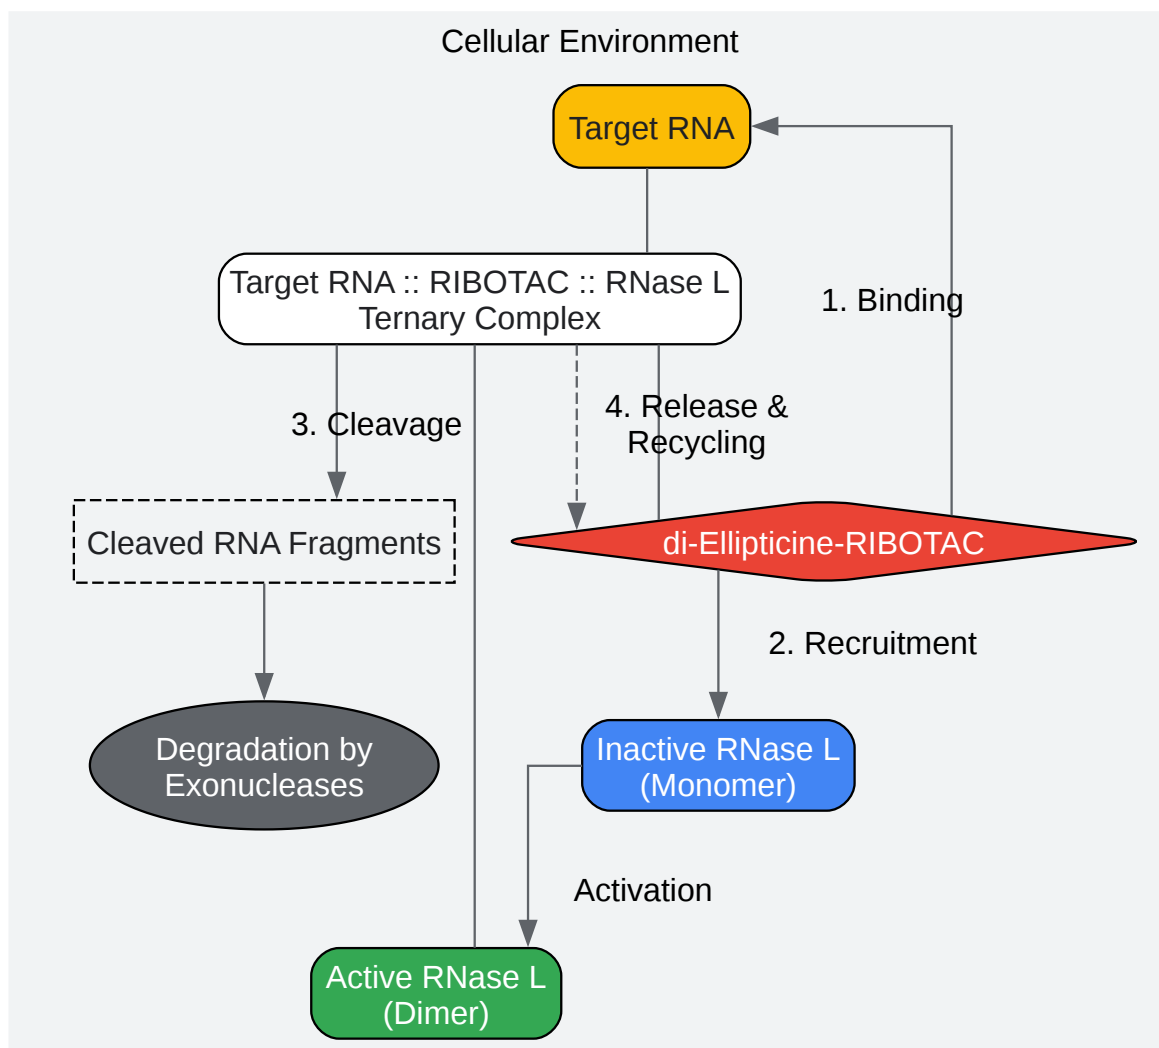 Cellular Environment
Target RNA
Target RNA :: RIBOTAC :: RNase L
Ternary Complex
1. Binding
3. Cleavage
4. Release &
Recycling
Cleaved RNA Fragments
di-Ellipticine-RIBOTAC
2. Recruitment
Degradation by
Exonucleases
Inactive RNase L
(Monomer)
Activation
Active RNase L
(Dimer)